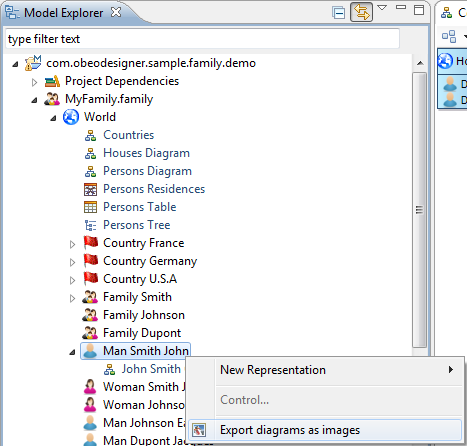 Model Explorer
type filter text
com.obeodesigner.sample.family.demo
Project Dependencies
MyFamily.family
World
Countries
Houses Diagram
Persons Diagram
Persons Residences
Persons Table
Persons Tree
Country France
Country Germany
Country U.S.A
Family Smith
Family Johnson
Family Dupont
Man Smith John
John Smith
Woman Smith
Woman Johnso
Man Johnson Ea
Man Dupont Jacques
New Representation
Control...
Export diagrams as images
C
Ho
D
D